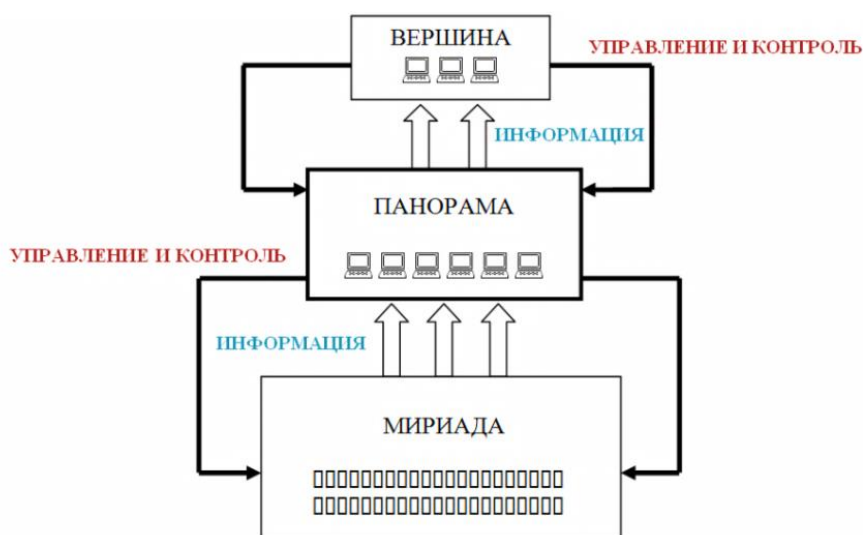 ВЕРШИНА
УПРАВЛЕНИЕ И КОНТРОЛЬ
ИНФОРМАЦИЯ
ПАНОРАМА
УПРАВЛЕНИЕ И КОНТРОЛЬ
ИНФОРМАЦИЯ
МИРИАДА